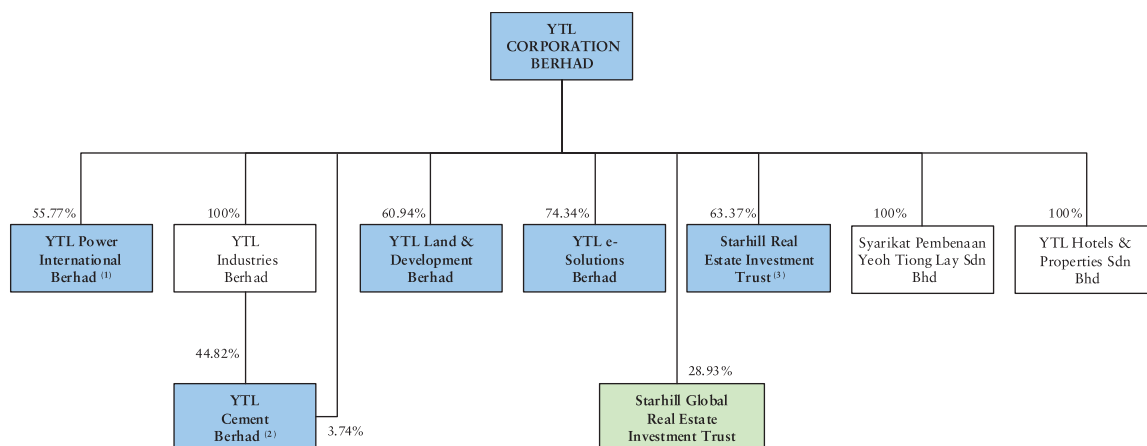 YTL
CORPORATION
BERHAD
55.77%
100%
60.94%
74.34%
63.37%
100%
100%
YTL Power
International
Berhad (1)
YTL
Industries
Berhad
YTL Land &
Development
Berhad
YTL e-
Solutions
Berhad
Starhill Real
Estate Investment
Trust (3)
Syarikat Pembenaan
Yeoh Tiong Lay Sdn
Bhd
YTL Hotels &
Properties Sdn
Bhd
44.82%
28.93%
YTL
Cement
Berhad (2)
3.74%
Starhill Global
Real Estate
Investment Trust